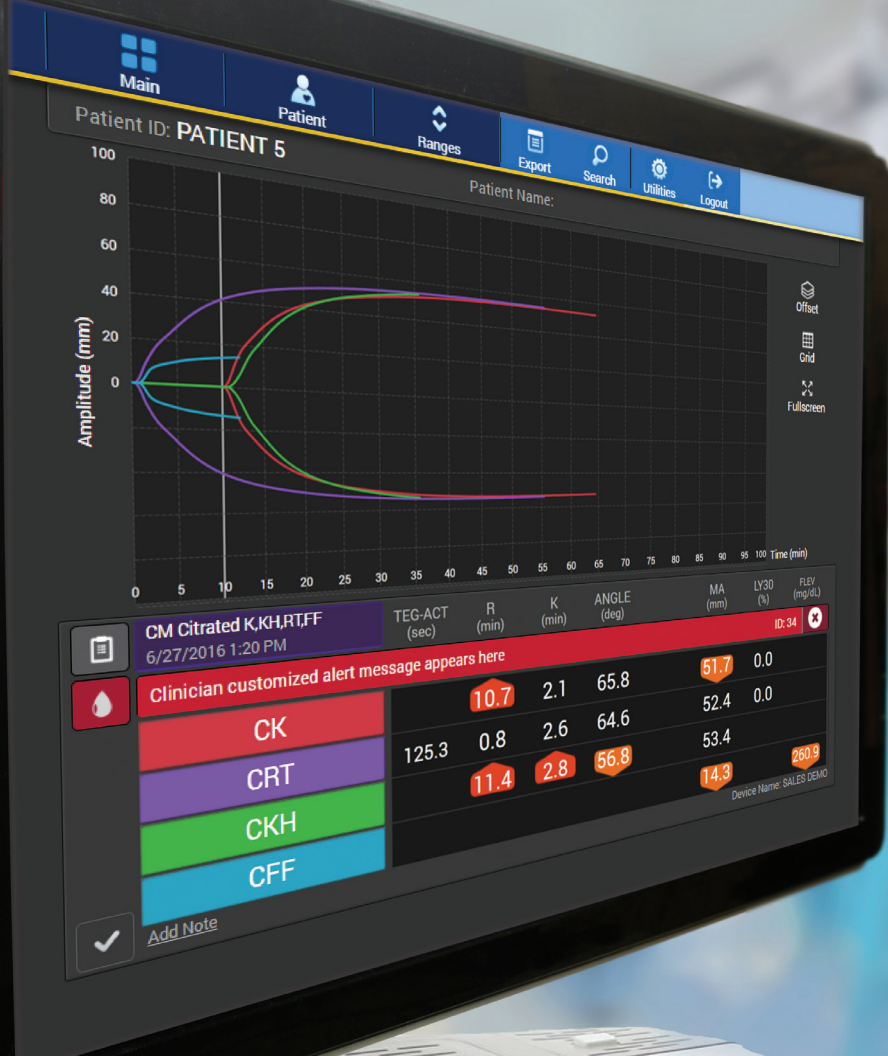 Main
Patient
Ranges
Export
Search
Utilities
Logout
Patient ID: PATIENT 5
Patient Name:
100
80
60
40
20
0
Amplitude (mm)
Offset
Grid
Fullscreen
0 5 10 15 20 25 30 35 40 45 50 55 60 65 70 75 80 85 90 95 100 Time (min)
CM Citrated K,KH,RT,FF
6/27/2016 1:20 PM
TEG-ACT (sec)
R (min)
K (min)
ANGLE (deg)
MA (mm)
LY30 (%)
FLEV (mg/dL)
Clinician customized alert message appears here
ID: 34
CK 10.7 2.1 65.8 51.7 0.0
CRT 125.3 0.8 2.6 64.6 52.4 0.0
CKH 11.4 2.8 56.8 53.4
CFF 14.3 260.9
Device Name: SALES DEMO
Add Note